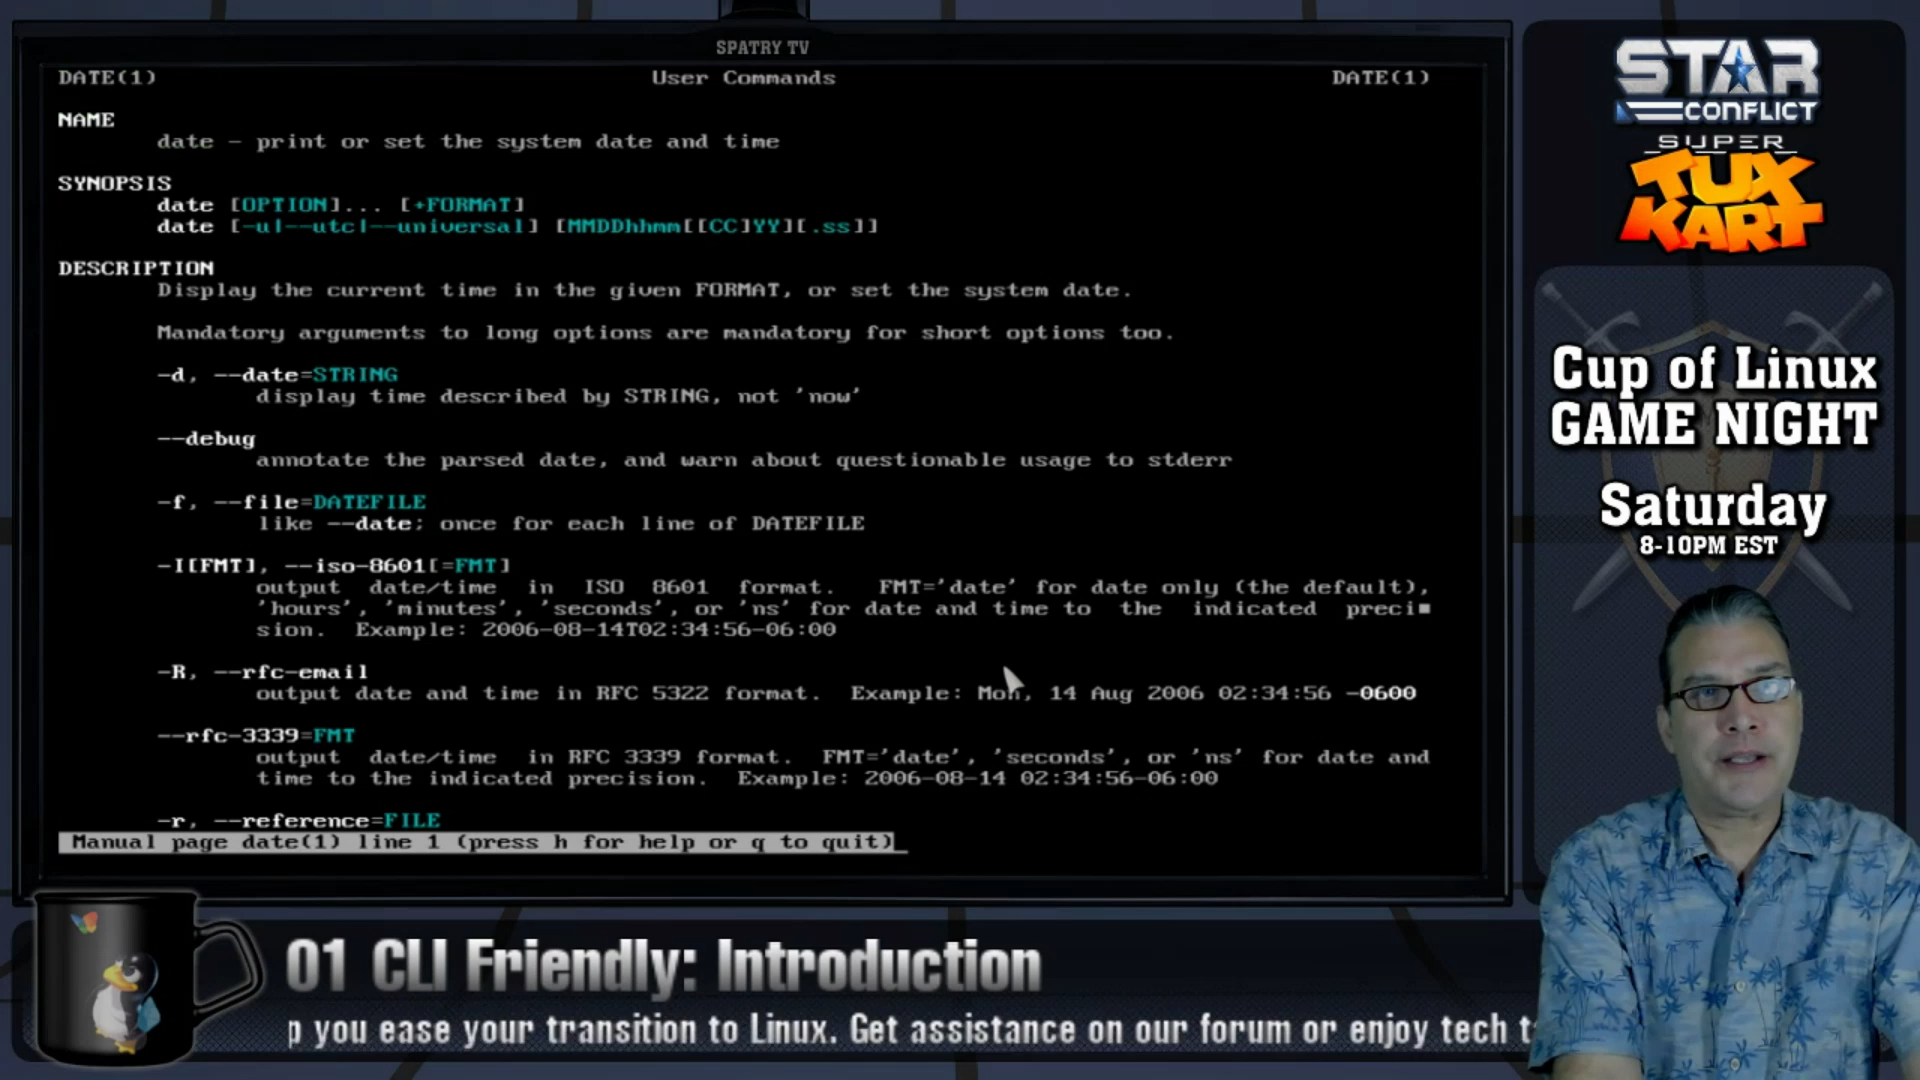 SPATRY TV
DATE(1) User Commands DATE(1)
NAME
date - print or set the system date and time
SYNOPSIS
date [OPTION]... [+FORMAT]
date [-u|--utc|--universal] [MMDDhhmm[[CC]YY][.ss]]
DESCRIPTION
Display the current time in the given FORMAT, or set the system date.
Mandatory arguments to long options are mandatory for short options too.
-d, --date=STRING
display time described by STRING, not 'now'
--debug
annotate the parsed date, and warn about questionable usage to stderr
-f, --file=DATEFILE
like --date; once for each line of DATEFILE
-I[FMT], --iso-8601[=FMT]
output date/time in ISO 8601 format. FMT='date' for date only (the default),
'hours', 'minutes', 'seconds', or 'ns' for date and time to the indicated preci■
sion. Example: 2006-08-14T02:34:56-06:00
-R, --rfc-email
output date and time in RFC 5322 format. Example: Mon, 14 Aug 2006 02:34:56 -0600
--rfc-3339=FMT
output date/time in RFC 3339 format. FMT='date', 'seconds', or 'ns' for date and
time to the indicated precision. Example: 2006-08-14 02:34:56-06:00
-r, --reference=FILE
Manual page date(1) line 1 (press h for help or q to quit)_
STAR
CONFLICT
SUPER
TUX
KART
Cup of Linux
GAME NIGHT
Saturday
8-10PM EST
01 CLI Friendly: Introduction
p you ease your transition to Linux. Get assistance on our forum or enjoy tech t